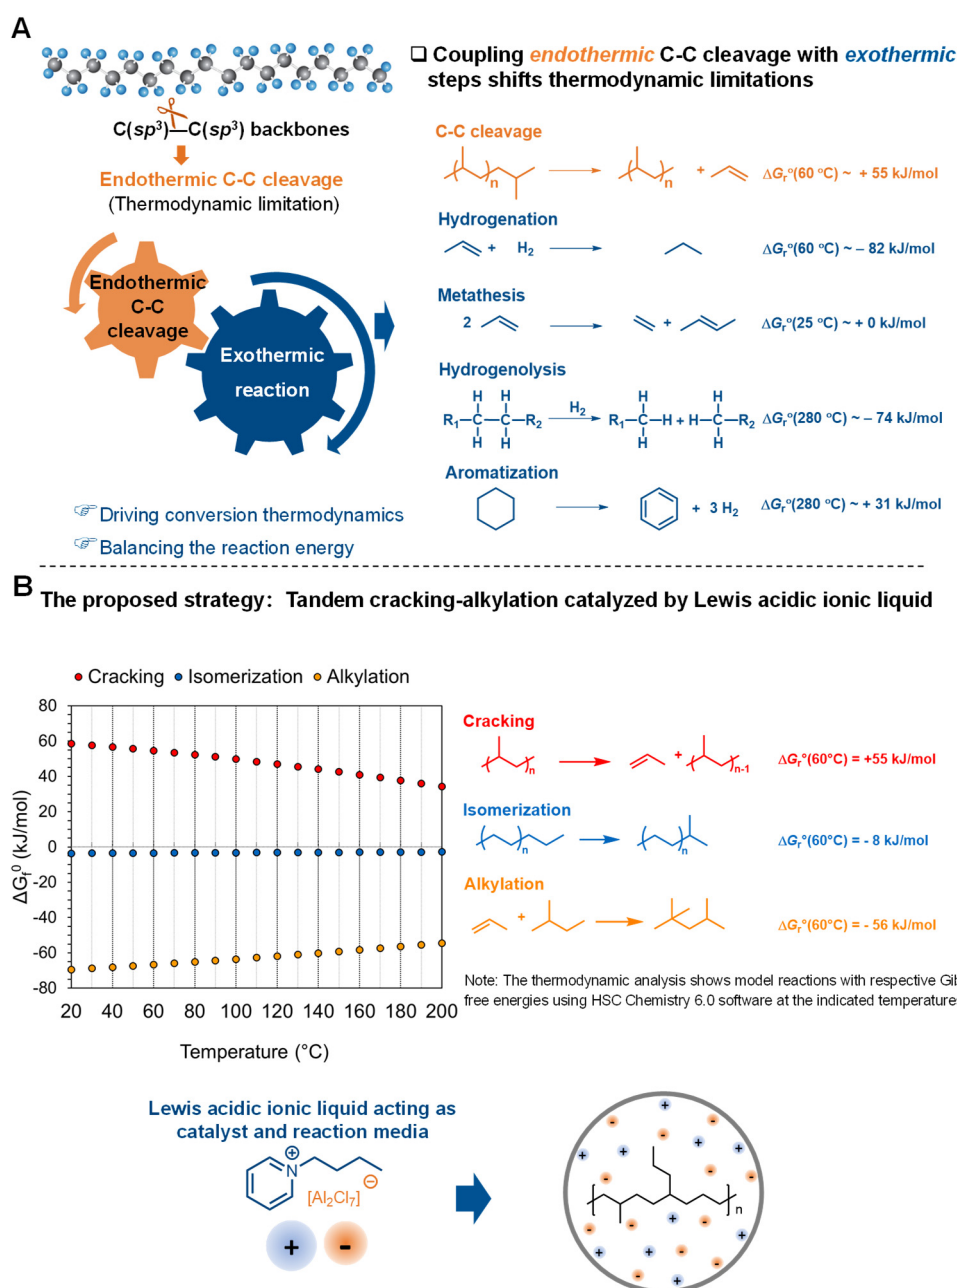 A
❑ Coupling endothermic C-C cleavage with exothermic
steps shifts thermodynamic limitations
C(sp³)—C(sp³) backbones
Endothermic C-C cleavage
(Thermodynamic limitation)
Endothermic
C-C
cleavage
Exothermic
reaction
Driving conversion thermodynamics
Balancing the reaction energy
C-C cleavage
n + n ΔGr°(60 °C) ~ + 55 kJ/mol
Hydrogenation
+ H₂ ΔGr°(60 °C) ~ – 82 kJ/mol
Metathesis
2 + ΔGr°(25 °C) ~ + 0 kJ/mol
Hydrogenolysis
H H H₂ H H
R₁—C—C—R₂ R₁—C—H + H—C—R₂ ΔGr°(280 °C) ~ – 74 kJ/mol
H H H H
Aromatization
+ 3 H₂ ΔGr°(280 °C) ~ + 31 kJ/mol
B
The proposed strategy: Tandem cracking-alkylation catalyzed by Lewis acidic ionic liquid
Cracking Isomerization Alkylation
80
60
40
20
0
-20
-40
-60
-80
ΔGf⁰ (kJ/mol)
20 40 60 80 100 120 140 160 180 200
Temperature (°C)
Cracking
n + n-1 ΔGr°(60°C) = +55 kJ/mol
Isomerization
n n ΔGr°(60°C) = - 8 kJ/mol
Alkylation
+ ΔGr°(60°C) = - 56 kJ/mol
Note: The thermodynamic analysis shows model reactions with respective Gib
free energies using HSC Chemistry 6.0 software at the indicated temperature
Lewis acidic ionic liquid acting as
catalyst and reaction media
N + −
[Al₂Cl₇]
+ -
n